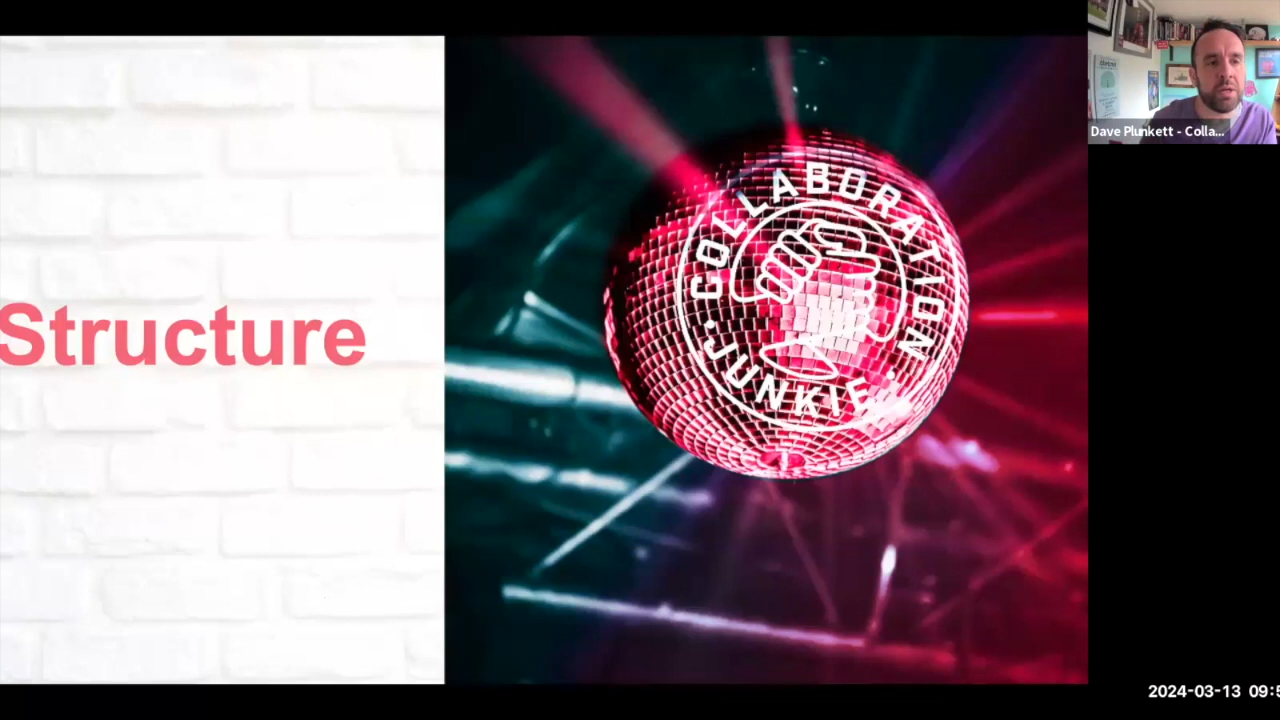 Structure
COLLABORATION
JUNKIE
Dave Plunkett - Colla...
2024-03-13 09:5